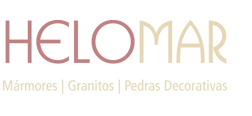 HELOMAR
Mármores | Granitos | Pedras Decorativas